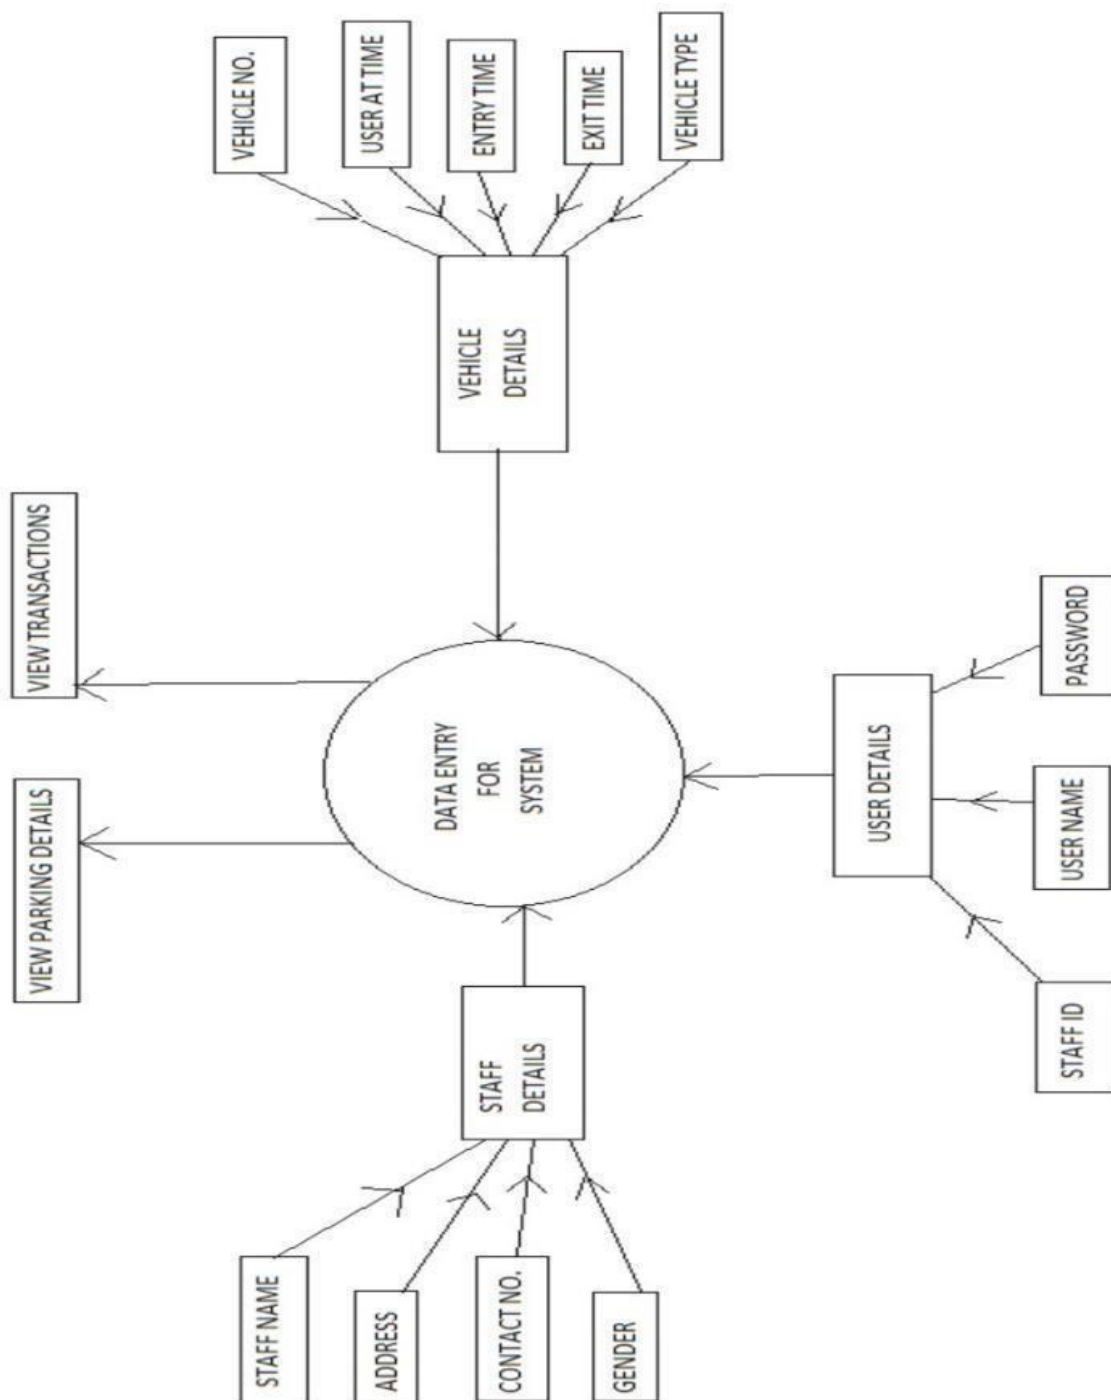 VIEW PARKING DETAILS
VIEW TRANSACTIONS
STAFF NAME
ADDRESS
CONTACT NO.
GENDER
STAFF
DETAILS
DATA ENTRY
FOR
SYSTEM
VEHICLE
DETAILS
VEHICLE NO.
USER AT TIME
ENTRY TIME
EXIT TIME
VEHICLE TYPE
USER DETAILS
STAFF ID
USER NAME
PASSWORD